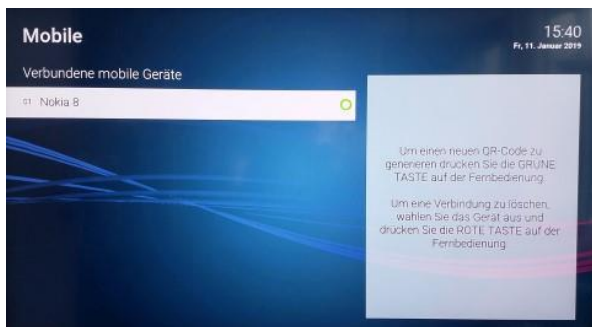 Mobile
15:40
Fr, 11. Januar 2019
Verbundene mobile Geräte
01 Nokia 8
Um einen neuen QR-Code zu
generieren drücken Sie die GRÜNE
TASTE auf der Fernbedienung.
Um eine Verbindung zu löschen,
wählen Sie das Gerät aus und
drücken Sie die ROTE TASTE auf der
Fernbedienung